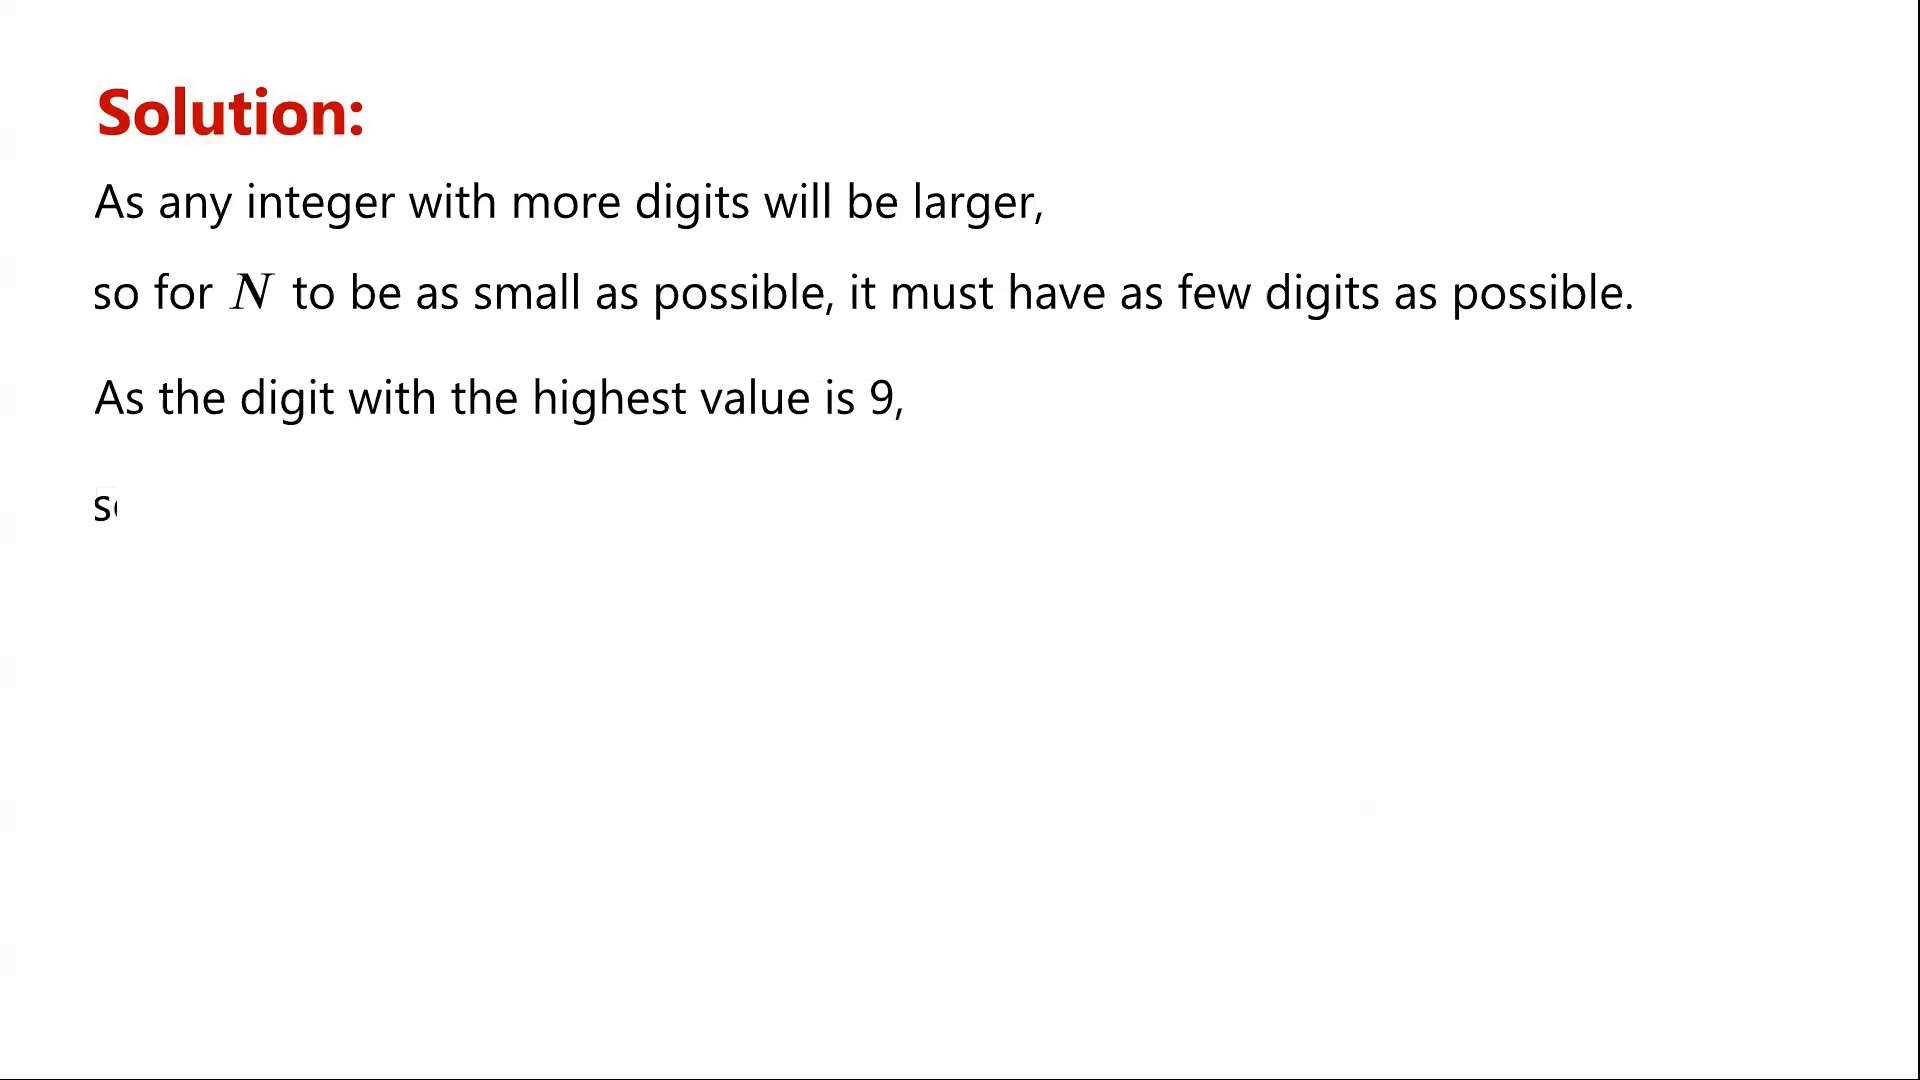 Solution:
As any integer with more digits will be larger,
so for N to be as small as possible, it must have as few digits as possible.
As the digit with the highest value is 9,